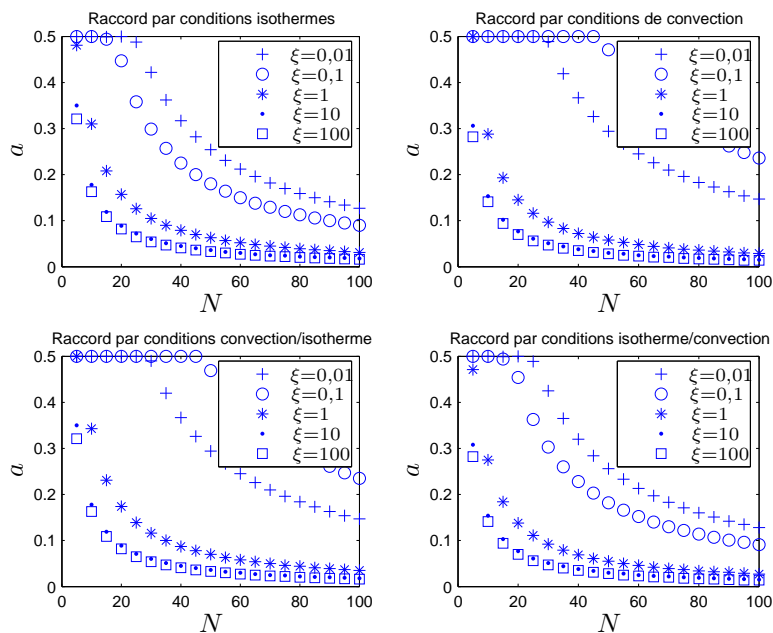 Raccord par conditions isothermes
0.5
0.4
0.3
0.2
0.1
0
a
0 20 40 60 80 100
N
ξ=0,01
ξ=0,1
ξ=1
ξ=10
ξ=100
Raccord par conditions de convection
0.5
0.4
0.3
0.2
0.1
0
a
0 20 40 60 80 100
N
ξ=0,01
ξ=0,1
ξ=1
ξ=10
ξ=100
Raccord par conditions convection/isotherme
0.5
0.4
0.3
0.2
0.1
0
a
0 20 40 60 80 100
N
ξ=0,01
ξ=0,1
ξ=1
ξ=10
ξ=100
Raccord par conditions isotherme/convection
0.5
0.4
0.3
0.2
0.1
0
a
0 20 40 60 80 100
N
ξ=0,01
ξ=0,1
ξ=1
ξ=10
ξ=100